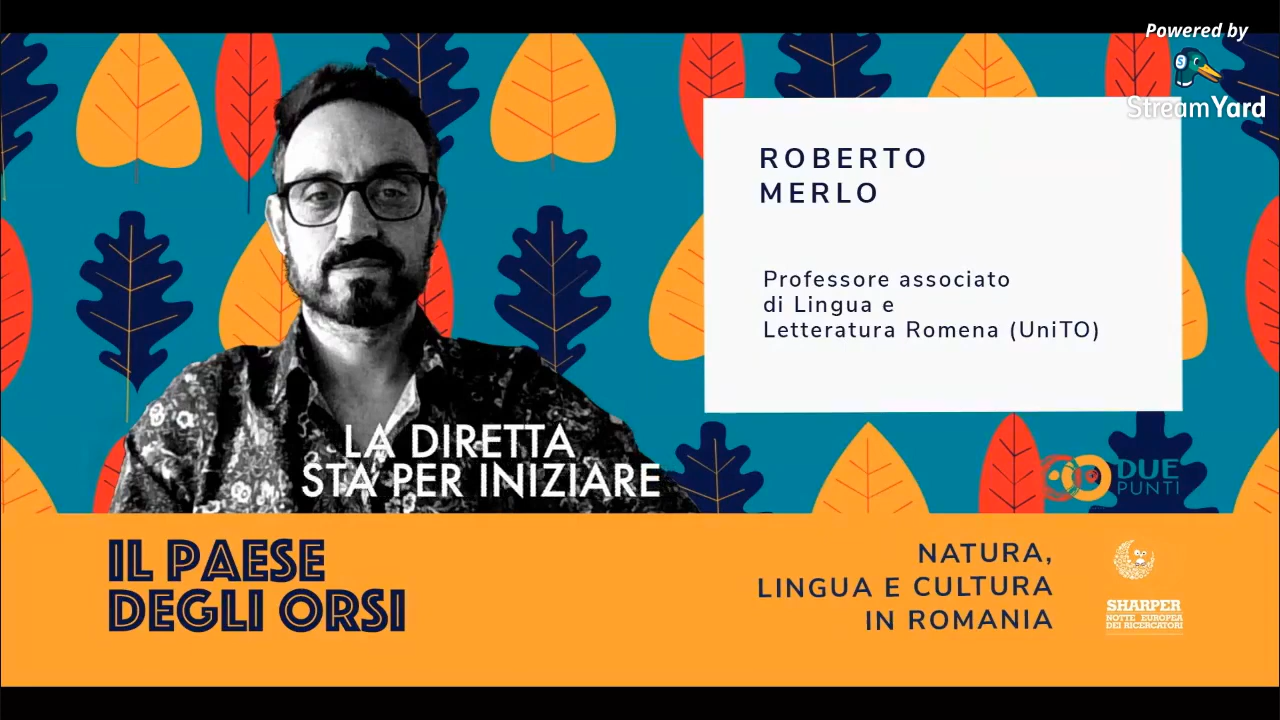 Powered by
StreamYard
ROBERTO
MERLO
Professore associato
di Lingua e
Letteratura Romena (UniTO)
LA DIRETTA
STA PER INIZIARE
DUE
PUNTI
IL PAESE
DEGLI ORSI
NATURA,
LINGUA E CULTURA
IN ROMANIA
SHARPER
NOTTE EUROPEA
DEI RICERCATORI